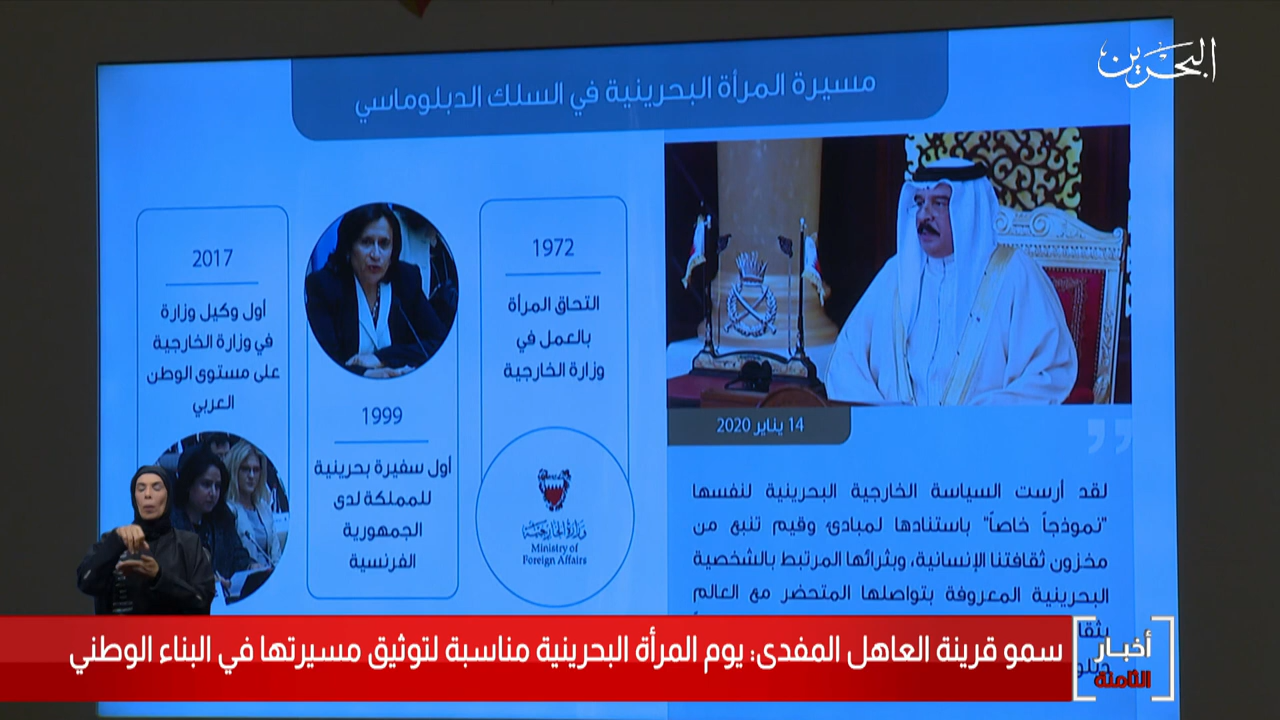 البحرين
مسيرة المرأة البحرينية في السلك الدبلوماسي
14 يناير 2020
لقد أرست السياسة الخارجية البحرينية لنفسها
"نموذجاً خاصاً" باستنادها لمبادئ وقيم تنبع من
مخزون ثقافتنا الإنسانية، وبثرائها المرتبط بالشخصية
البحرينية المعروفة بتواصلها المتحضر مع العالم
1972
التحاق المرأة
بالعمل في
وزارة الخارجية
وزارة الخارجية
Ministry of
Foreign Affairs
1999
أول سفيرة بحرينية
للمملكة لدى
الجمهورية
الفرنسية
2017
أول وكيل وزارة
في وزارة الخارجية
على مستوى الوطن
العربي
أخبار
الثامنة
سمو قرينة العاهل المفدى: يوم المرأة البحرينية مناسبة لتوثيق مسيرتها في البناء الوطني